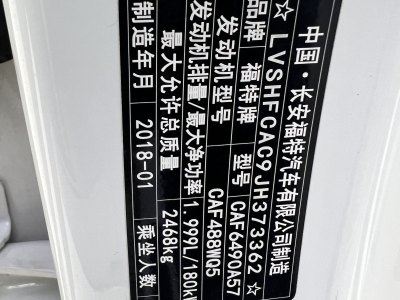 中国·长安福特汽车有限公司制造
☆LVSHFCAC9JH373362☆
品牌 福特牌 型号 CAF6490A57
发动机型号 CAF488WQ5
发动机排量/最大净功率 1.999L/180k
最大允许总质量 2468kg
制造年月 2018-01 乘坐人数